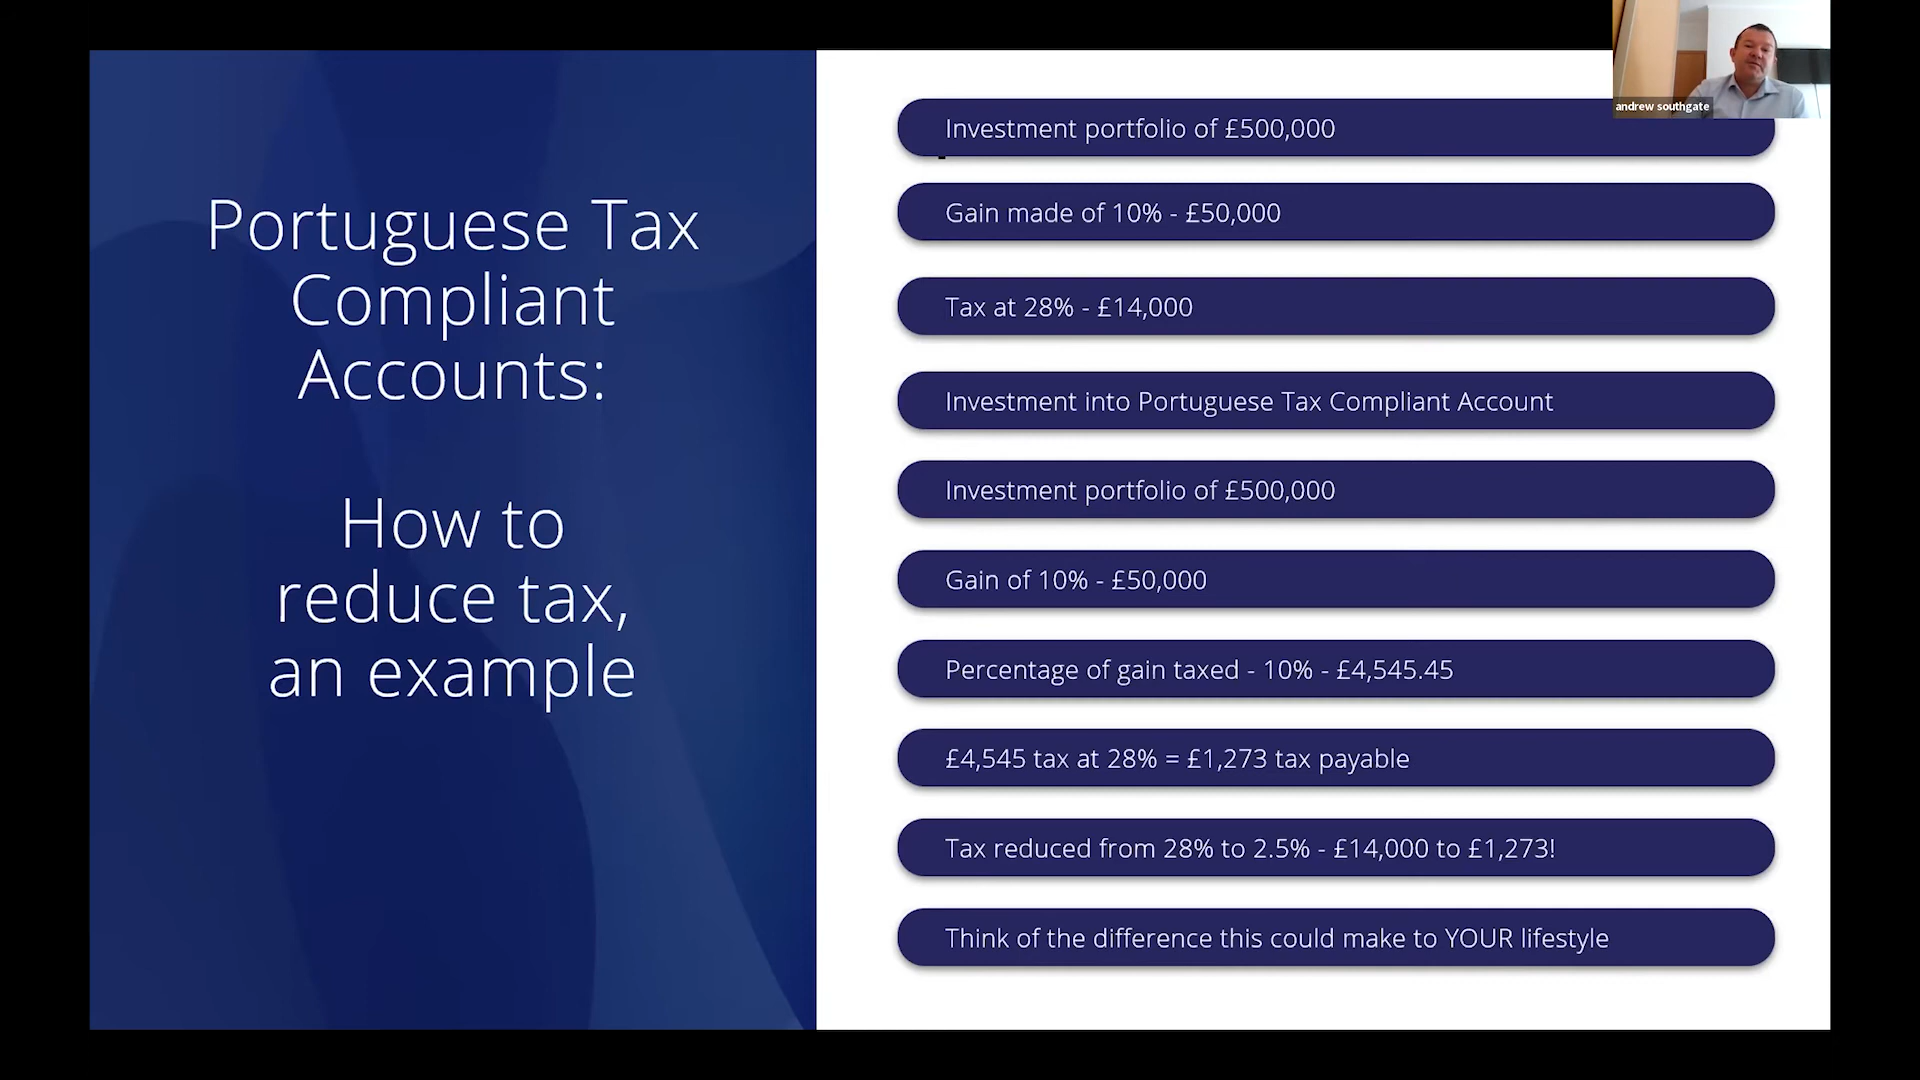 Portuguese Tax
Compliant
Accounts:
How to
reduce tax,
an example
andrew southgate
Investment portfolio of £500,000
Gain made of 10% - £50,000
Tax at 28% - £14,000
Investment into Portuguese Tax Compliant Account
Investment portfolio of £500,000
Gain of 10% - £50,000
Percentage of gain taxed - 10% - £4,545.45
£4,545 tax at 28% = £1,273 tax payable
Tax reduced from 28% to 2.5% - £14,000 to £1,273!
Think of the difference this could make to YOUR lifestyle